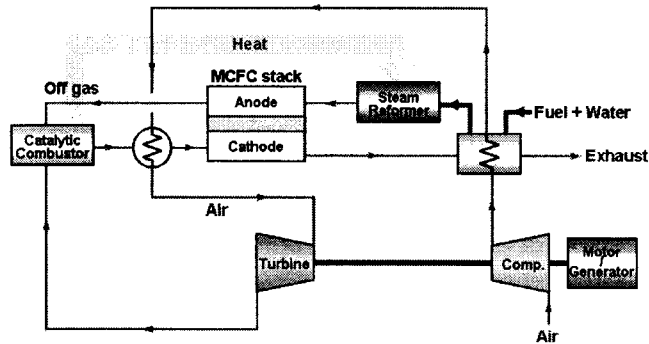 Heat
Off gas
MCFC stack
Anode
Steam
Reformer
Fuel + Water
Catalytic
Combustor
Cathode
Exhaust
Air
Turbine
Comp.
Motor
/
Generator
Air